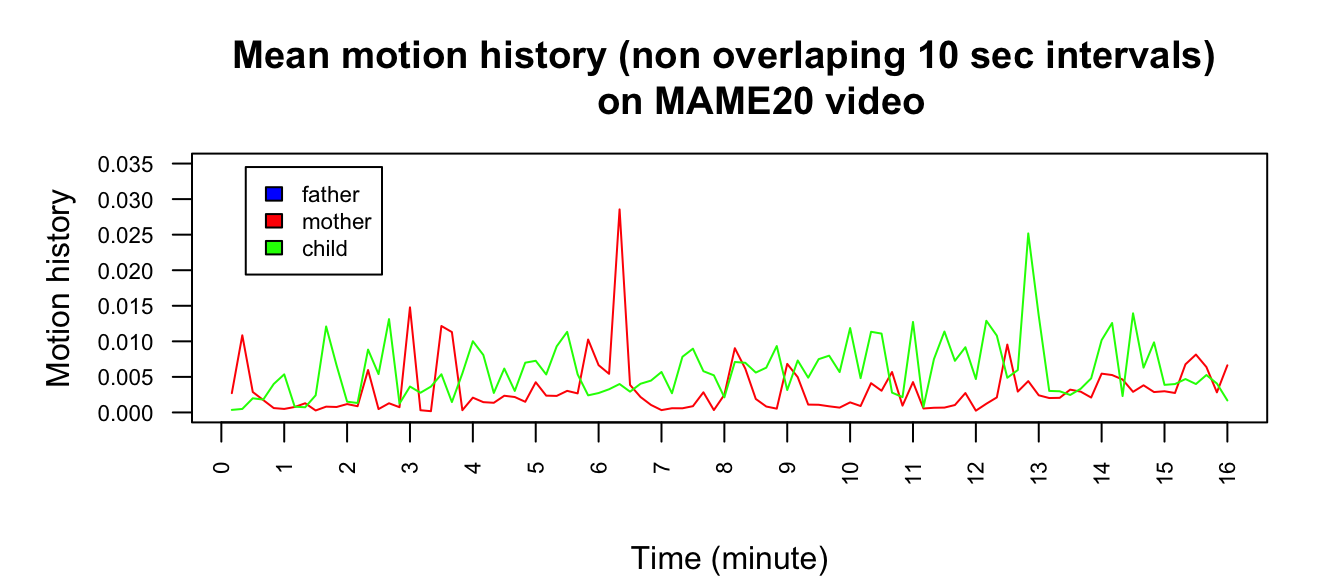 Mean motion history (non overlaping 10 sec intervals)
on MAME20 video
Motion history
0.035
0.030
0.025
0.020
0.015
0.010
0.005
0.000
father
mother
child
0 1 2 3 4 5 6 7 8 9 10 11 12 13 14 15 16
Time (minute)